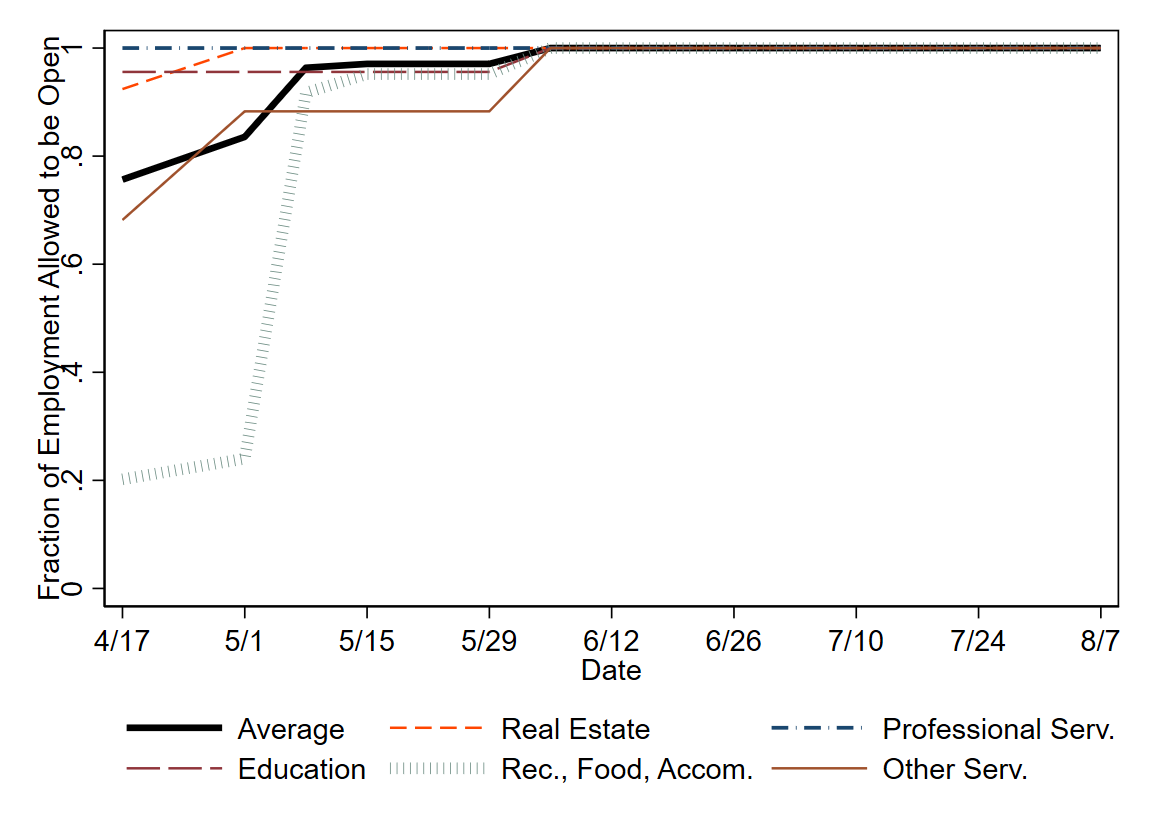 Fraction of Employment Allowed to be Open
1
.8
.6
.4
.2
0
4/17 5/1 5/15 5/29 6/12 6/26 7/10 7/24 8/7
Date
Average Real Estate Professional Serv.
Education Rec., Food, Accom. Other Serv.